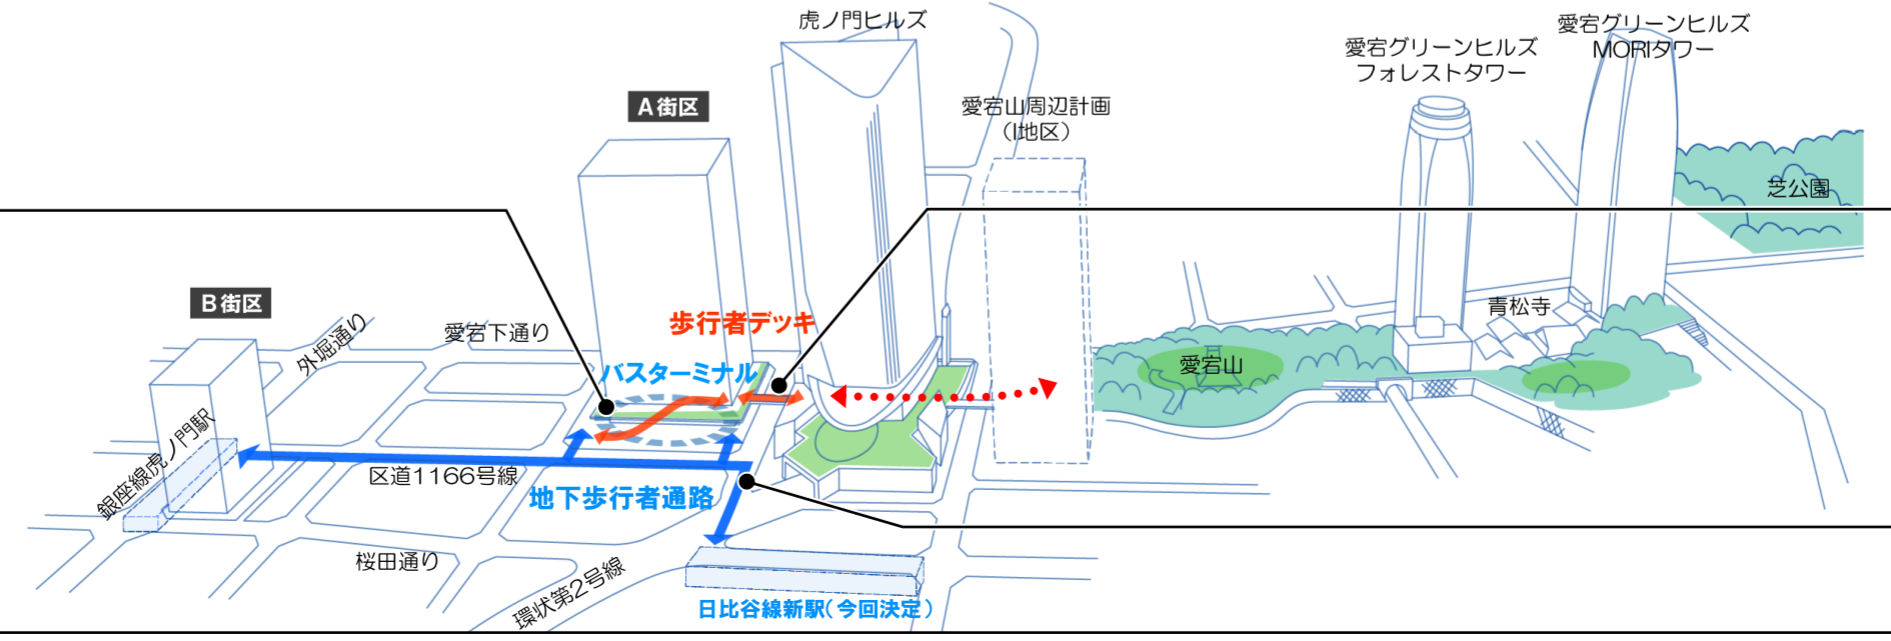 虎ノ門ヒルズ
愛宕グリーンヒルズ
MORIタワー
愛宕グリーンヒルズ
フォレストタワー
A街区
愛宕山周辺計画
(I地区)
芝公園
B街区
青松寺
外堀通り
愛宕下通り
歩行者デッキ
バスターミナル
愛宕山
銀座線虎ノ門駅
区道1166号線
地下歩行者通路
桜田通り
環状第2号線
日比谷線新駅(今回決定)